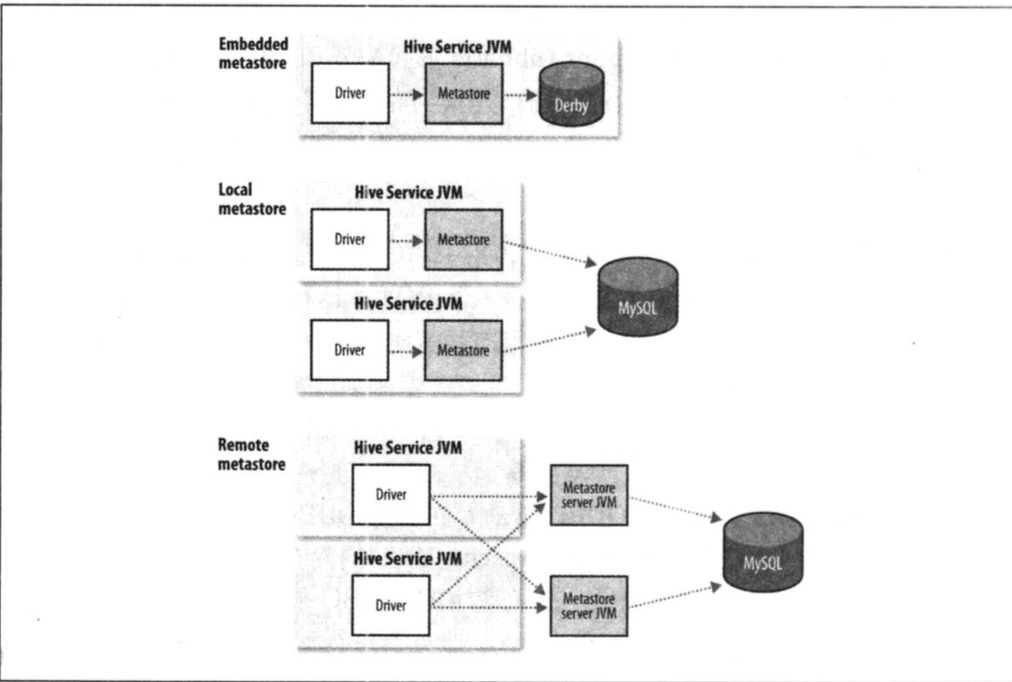 Embedded
metastore
Hive Service JVM
Driver
Metastore
Derby
Local
metastore
Hive Service JVM
Driver
Metastore
Hive Service JVM
Driver
Metastore
MySQL
Remote
metastore
Hive Service JVM
Driver
Metastore
server JVM
Hive Service JVM
Driver
Metastore
server JVM
MySQL